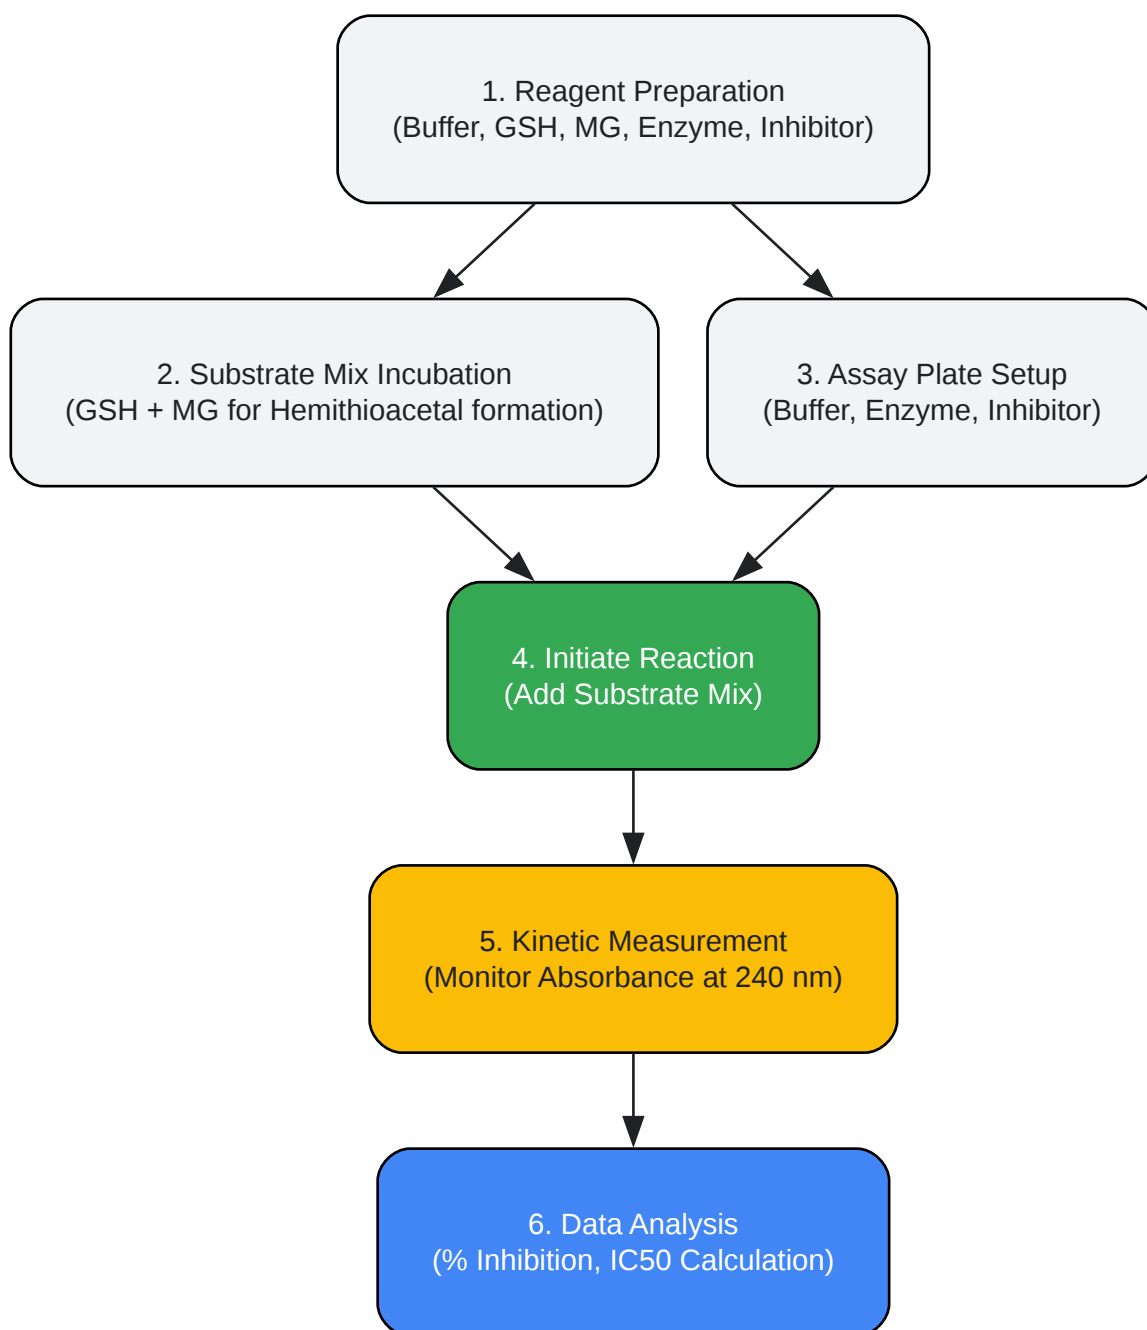 1. Reagent Preparation
(Buffer, GSH, MG, Enzyme, Inhibitor)
2. Substrate Mix Incubation
(GSH + MG for Hemithioacetal formation)
3. Assay Plate Setup
(Buffer, Enzyme, Inhibitor)
4. Initiate Reaction
(Add Substrate Mix)
5. Kinetic Measurement
(Monitor Absorbance at 240 nm)
6. Data Analysis
(% Inhibition, IC50 Calculation)